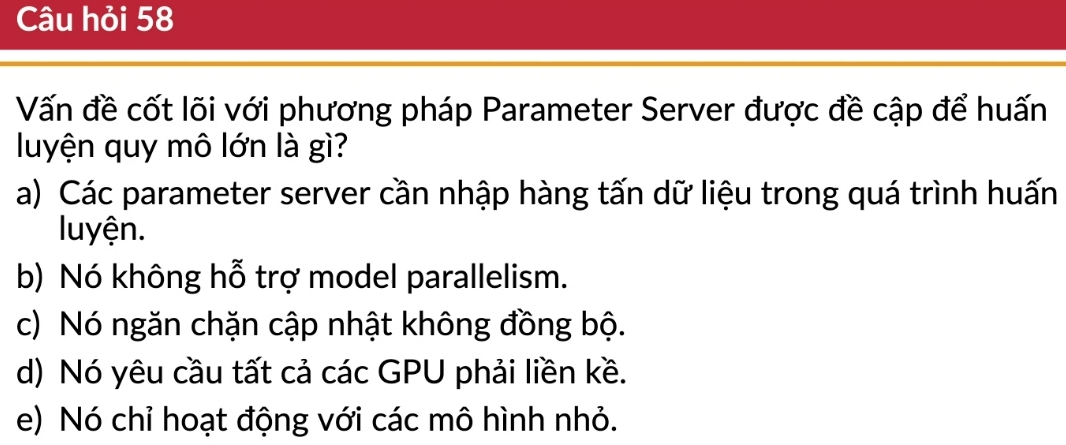 Câu hỏi 58
Vấn đề cốt lõi với phương pháp Parameter Server được đề cập để huấn
luyện quy mô lớn là gì?
a) Các parameter server cần nhập hàng tấn dữ liệu trong quá trình huấn
luyện.
b) Nó không hỗ trợ model parallelism.
c) Nó ngăn chặn cập nhật không đồng bộ.
d) Nó yêu cầu tất cả các GPU phải liền kề.
e) Nó chỉ hoạt động với các mô hình nhỏ.